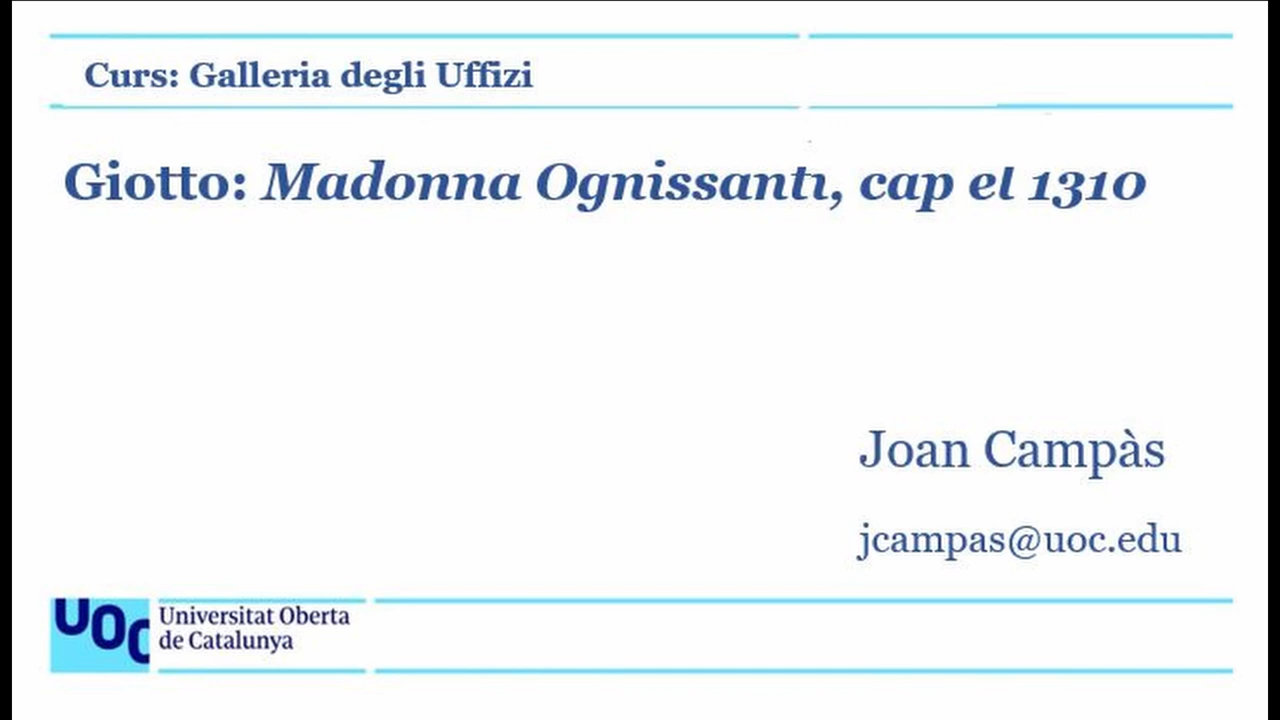 Curs: Galleria degli Uffizi
Giotto: Madonna Ognissanti, cap el 1310
Joan Campàs
jcampas@uoc.edu
UOC
Universitat Oberta
de Catalunya